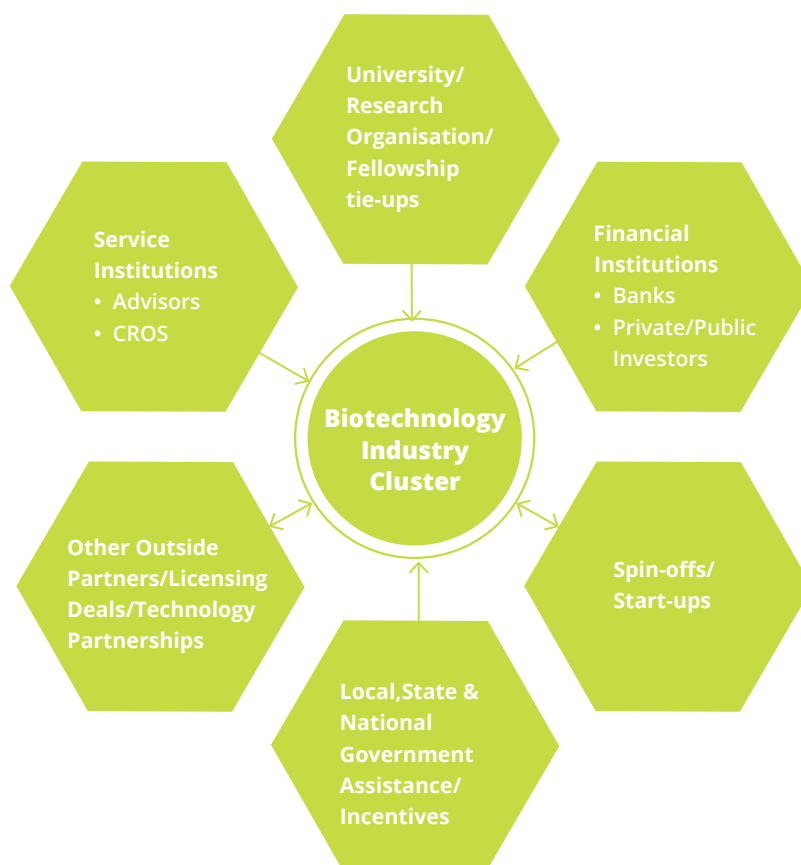 University/
Research
Organisation/
Fellowship
tie-ups
Service
Institutions
• Advisors
• CROS
Financial
Institutions
• Banks
• Private/Public
Investors
Biotechnology
Industry
Cluster
Other Outside
Partners/Licensing
Deals/Technology
Partnerships
Spin-offs/
Start-ups
Local,State &
National
Government
Assistance/
Incentives